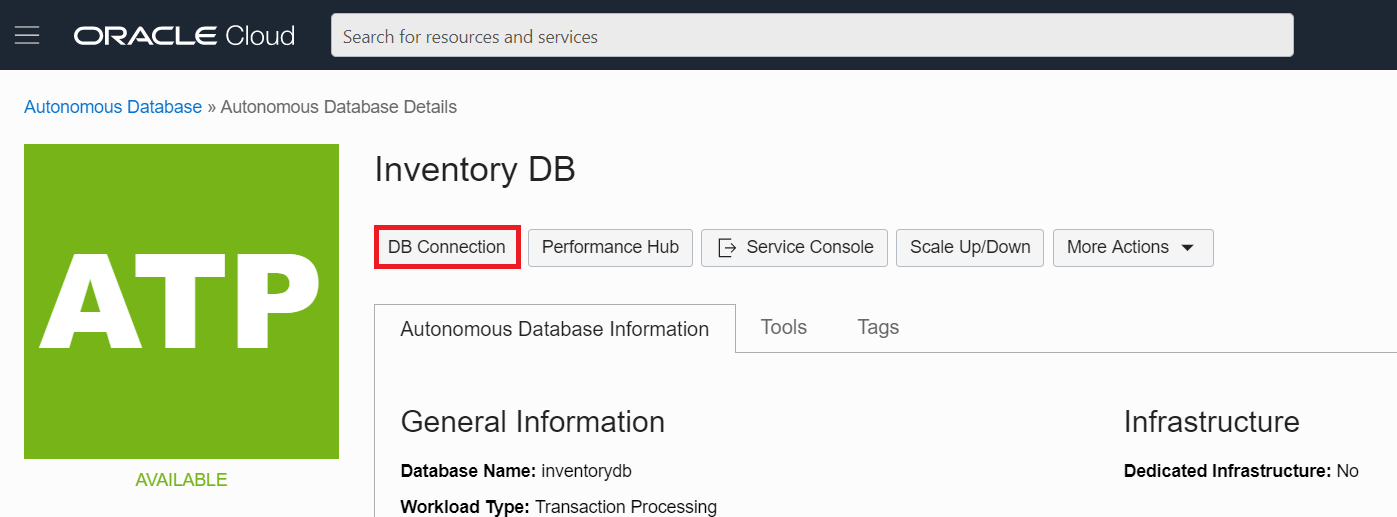 ORACLE Cloud
Search for resources and services
Autonomous Database » Autonomous Database Details
ATP
AVAILABLE
Inventory DB
DB Connection Performance Hub Service Console Scale Up/Down More Actions
Autonomous Database Information Tools Tags
General Information
Database Name: inventorydb
Workload Type: Transaction Processing
Infrastructure
Dedicated Infrastructure: No